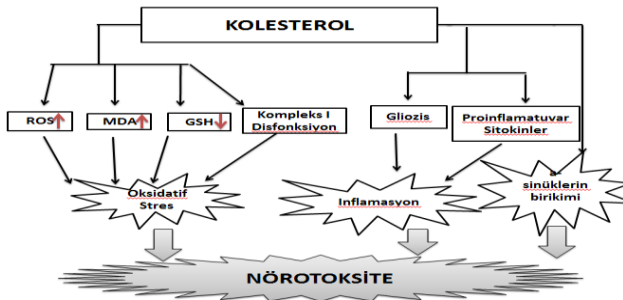 KOLESTEROL
ROS
MDA
GSH
Kompleks I
Disfonksiyon
Gliozis
Proinflamatuvar
Sitokinler
Oksidatif
Stres
Inflamasyon
sinüklerin
birikimi
NÖROTOKSİTE